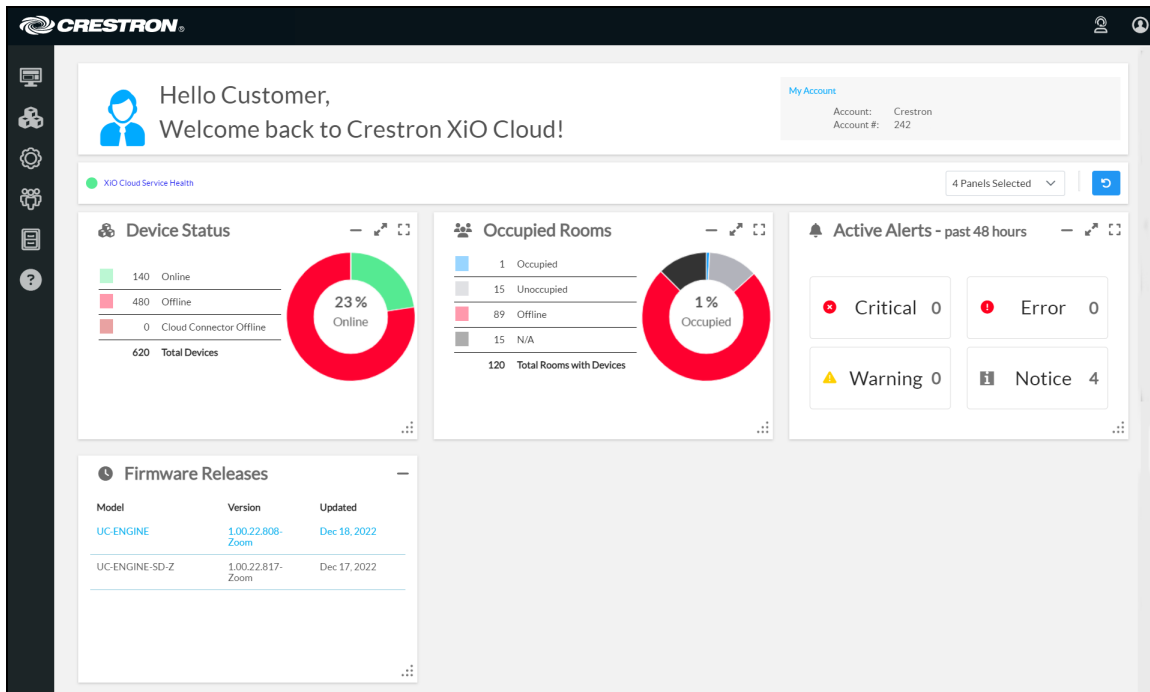 CRESTRON®
Hello Customer,
Welcome back to Crestron XiO Cloud!
My Account
Account: Crestron
Account #: 242
XiO Cloud Service Health
4 Panels Selected
Device Status
140 Online
480 Offline
0 Cloud Connector Offline
620 Total Devices
23 %
Online
Occupied Rooms
1 Occupied
15 Unoccupied
89 Offline
15 N/A
120 Total Rooms with Devices
1 %
Occupied
Active Alerts - past 48 hours
Critical 0
Error 0
Warning 0
Notice 4
Firmware Releases
Model Version Updated
UC-ENGINE 1.00.22.808- Dec 18, 2022
Zoom
UC-ENGINE-SD-Z 1.00.22.817- Dec 17, 2022
Zoom